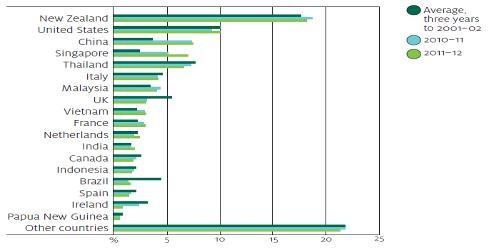 New Zealand
United States
China
Singapore
Thailand
Italy
Malaysia
UK
Vietnam
France
Netherlands
India
Canada
Indonesia
Brazil
Spain
Ireland
Papua New Guinea
Other countries
% 5 10 15 20 25
Average,
three years
to 2001–02
2010–11
2011–12